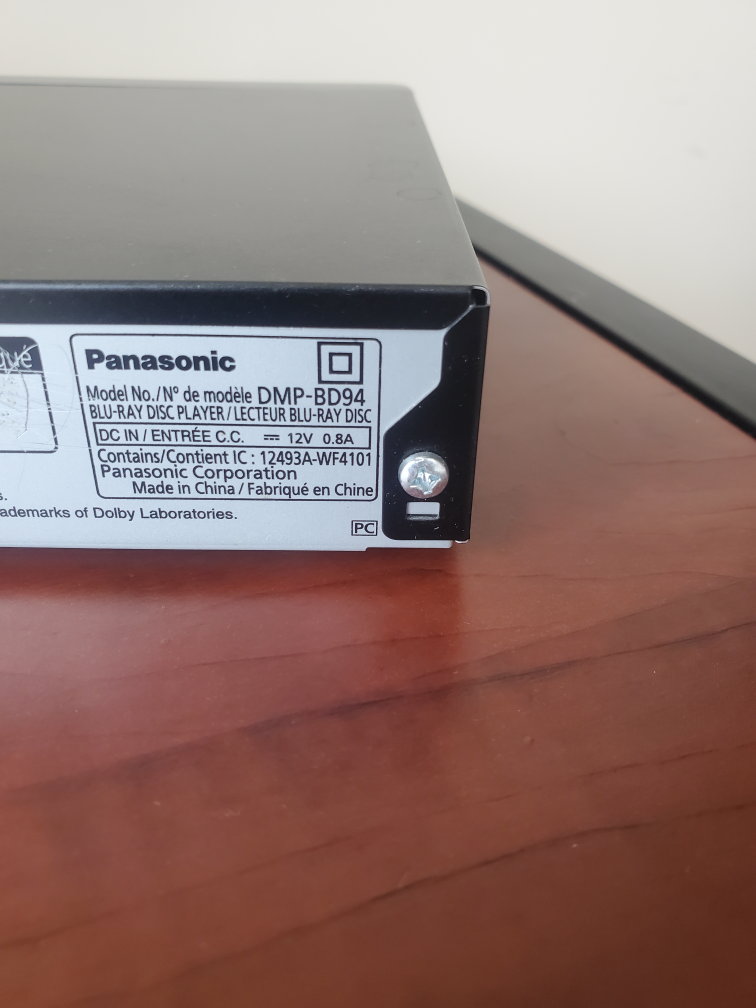 Panasonic
Model No./Nº de modèle DMP-BD94
BLU-RAY DISC PLAYER/LECTEUR BLU-RAY DISC
DC IN / ENTRÉE C.C. ⎓ 12V 0.8A
Contains/Contient IC : 12493A-WF4101
Panasonic Corporation
Made in China / Fabriqué en Chine
ademarks of Dolby Laboratories.
PC